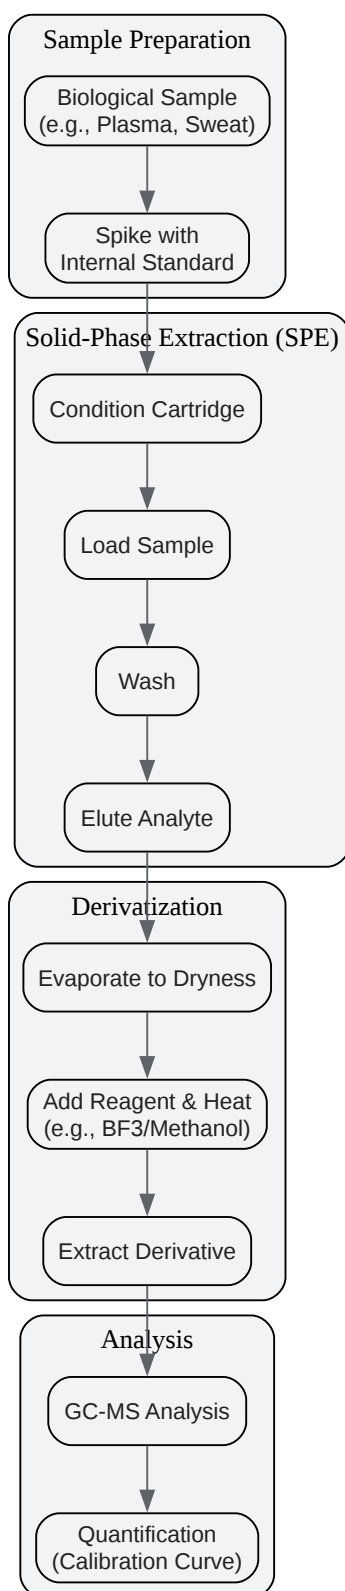 Sample Preparation
Biological Sample
(e.g., Plasma, Sweat)
Spike with
Internal Standard
Solid-Phase Extraction (SPE)
Condition Cartridge
Load Sample
Wash
Elute Analyte
Derivatization
Evaporate to Dryness
Add Reagent & Heat
(e.g., BF3/Methanol)
Extract Derivative
Analysis
GC-MS Analysis
Quantification
(Calibration Curve)